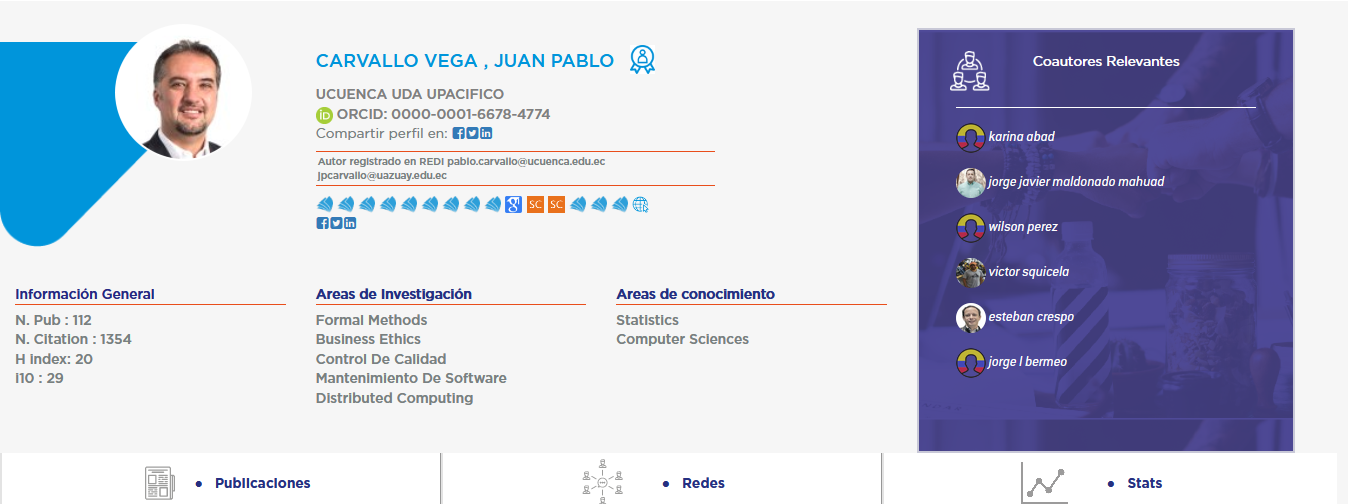 CARVALLO VEGA , JUAN PABLO
UCUENCA UDA UPACIFICO
iD ORCID: 0000-0001-6678-4774
Compartir perfil en:
Autor registrado en REDI pablo.carvallo@ucuenca.edu.ec
jpcarvallo@uazuay.edu.ec
SC SC
Información General
N. Pub : 112
N. Citation : 1354
H index: 20
I10 : 29
Areas de Investigación
Formal Methods
Business Ethics
Control De Calidad
Mantenimiento De Software
Distributed Computing
Areas de conocimiento
Statistics
Computer Sciences
Coautores Relevantes
karina abad
jorge javier maldonado mahuad
wilson perez
victor squicela
esteban crespo
jorge l bermeo
• Publicaciones
• Redes
• Stats